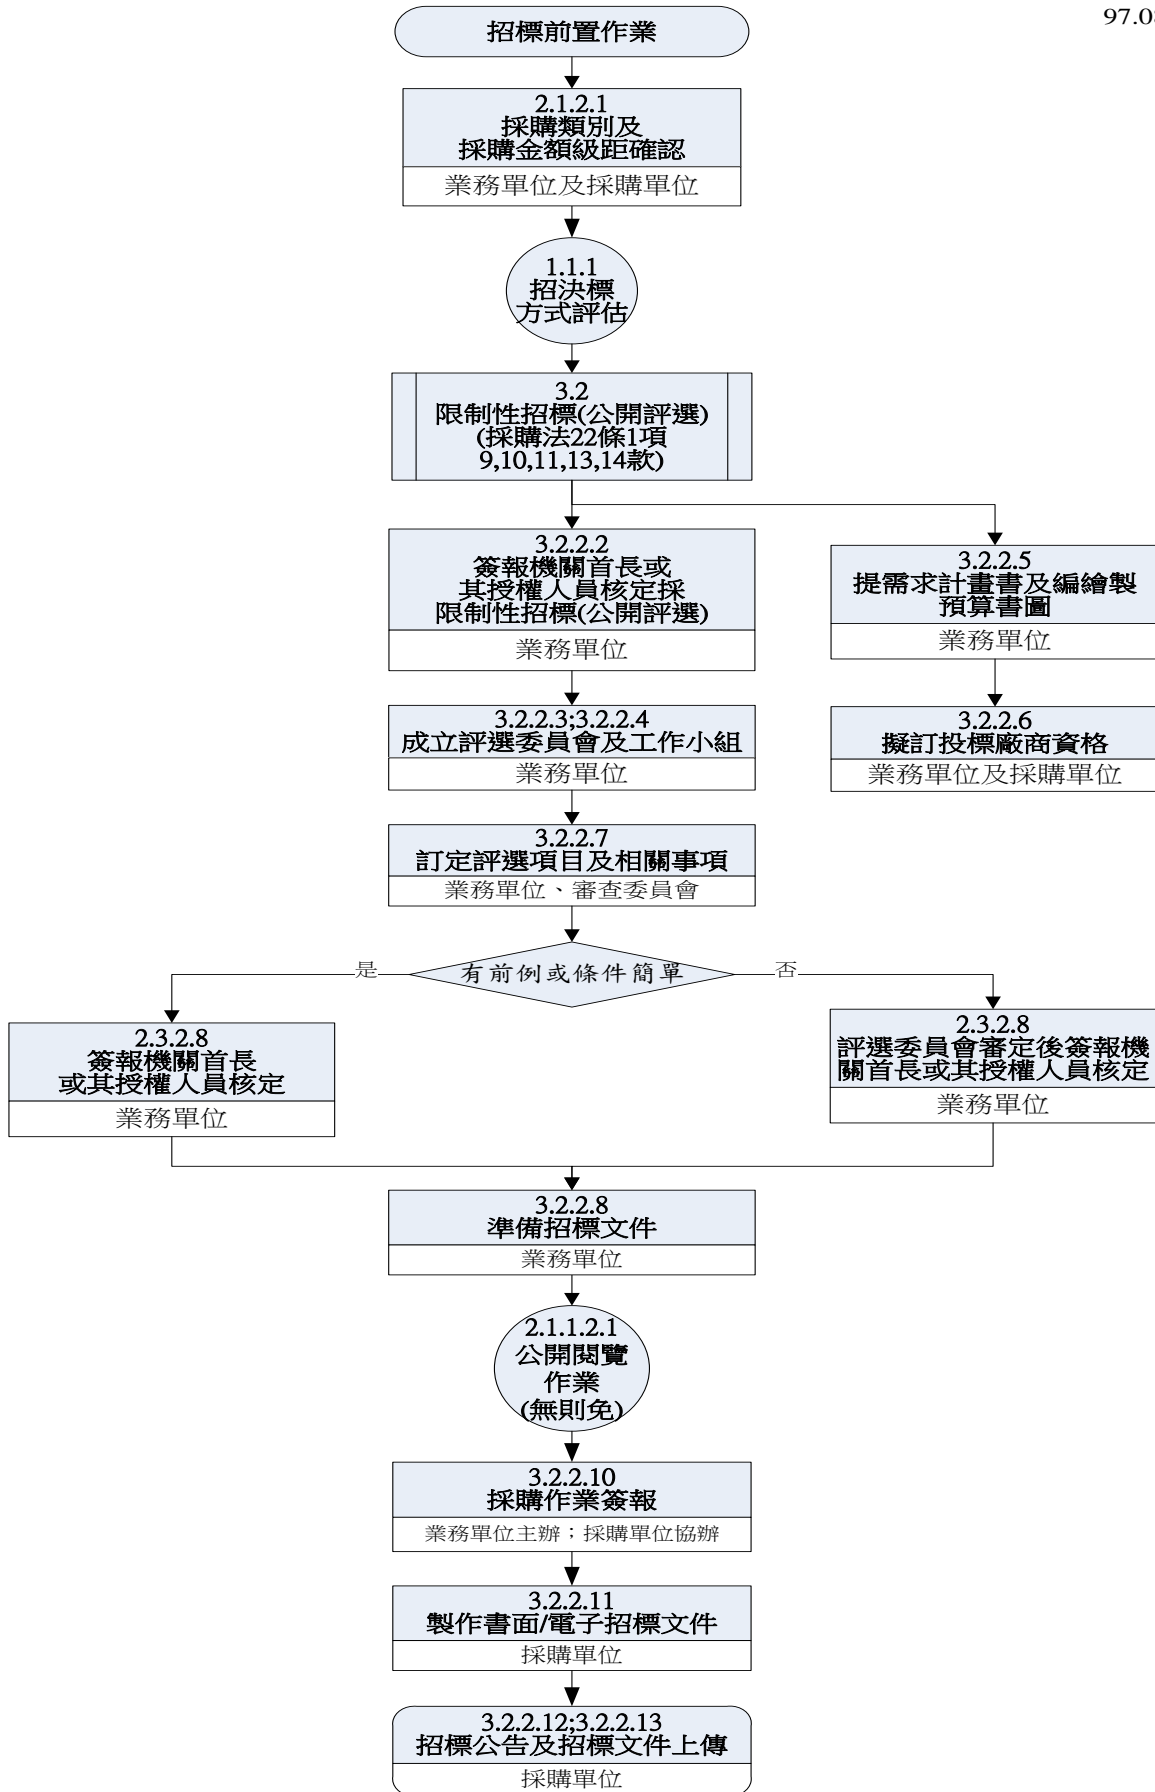 97.08
招標前置作業
2.1.2.1
採購類別及
採購金額級距確認
業務單位及採購單位
1.1.1
招決標
方式評估
3.2
限制性招標(公開評選)
(採購法22條1項
9,10,11,13,14款)
3.2.2.2
簽報機關首長或
其授權人員核定採
限制性招標(公開評選)
業務單位
3.2.2.5
提需求計畫書及編繪製
預算書圖
業務單位
3.2.2.3;3.2.2.4
成立評選委員會及工作小組
業務單位
3.2.2.6
擬訂投標廠商資格
業務單位及採購單位
3.2.2.7
訂定評選項目及相關事項
業務單位、審查委員會
有前例或條件簡單
是
否
2.3.2.8
簽報機關首長
或其授權人員核定
業務單位
2.3.2.8
評選委員會審定後簽報機
關首長或其授權人員核定
業務單位
3.2.2.8
準備招標文件
業務單位
2.1.1.2.1
公開閱覽
作業
(無則免)
3.2.2.10
採購作業簽報
業務單位主辦；採購單位協辦
3.2.2.11
製作書面/電子招標文件
採購單位
3.2.2.12;3.2.2.13
招標公告及招標文件上傳
採購單位